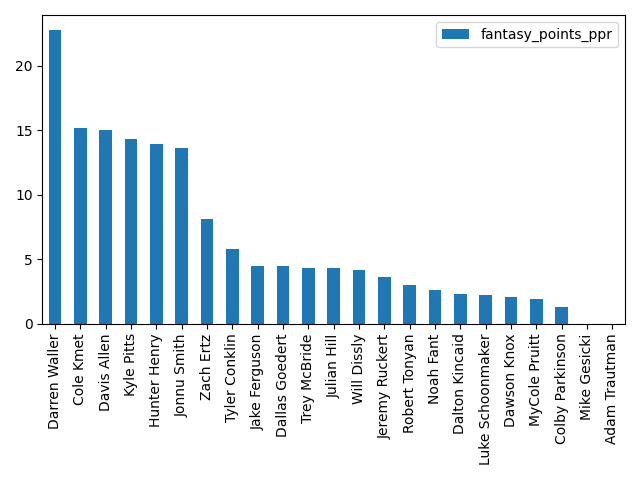 fantasy_points_ppr
20
15
10
5
0
Darren Waller
Cole Kmet
Davis Allen
Kyle Pitts
Hunter Henry
Jonnu Smith
Zach Ertz
Tyler Conklin
Jake Ferguson
Dallas Goedert
Trey McBride
Julian Hill
Will Dissly
Jeremy Ruckert
Robert Tonyan
Noah Fant
Dalton Kincaid
Luke Schoonmaker
Dawson Knox
MyCole Pruitt
Colby Parkinson
Mike Gesicki
Adam Trautman